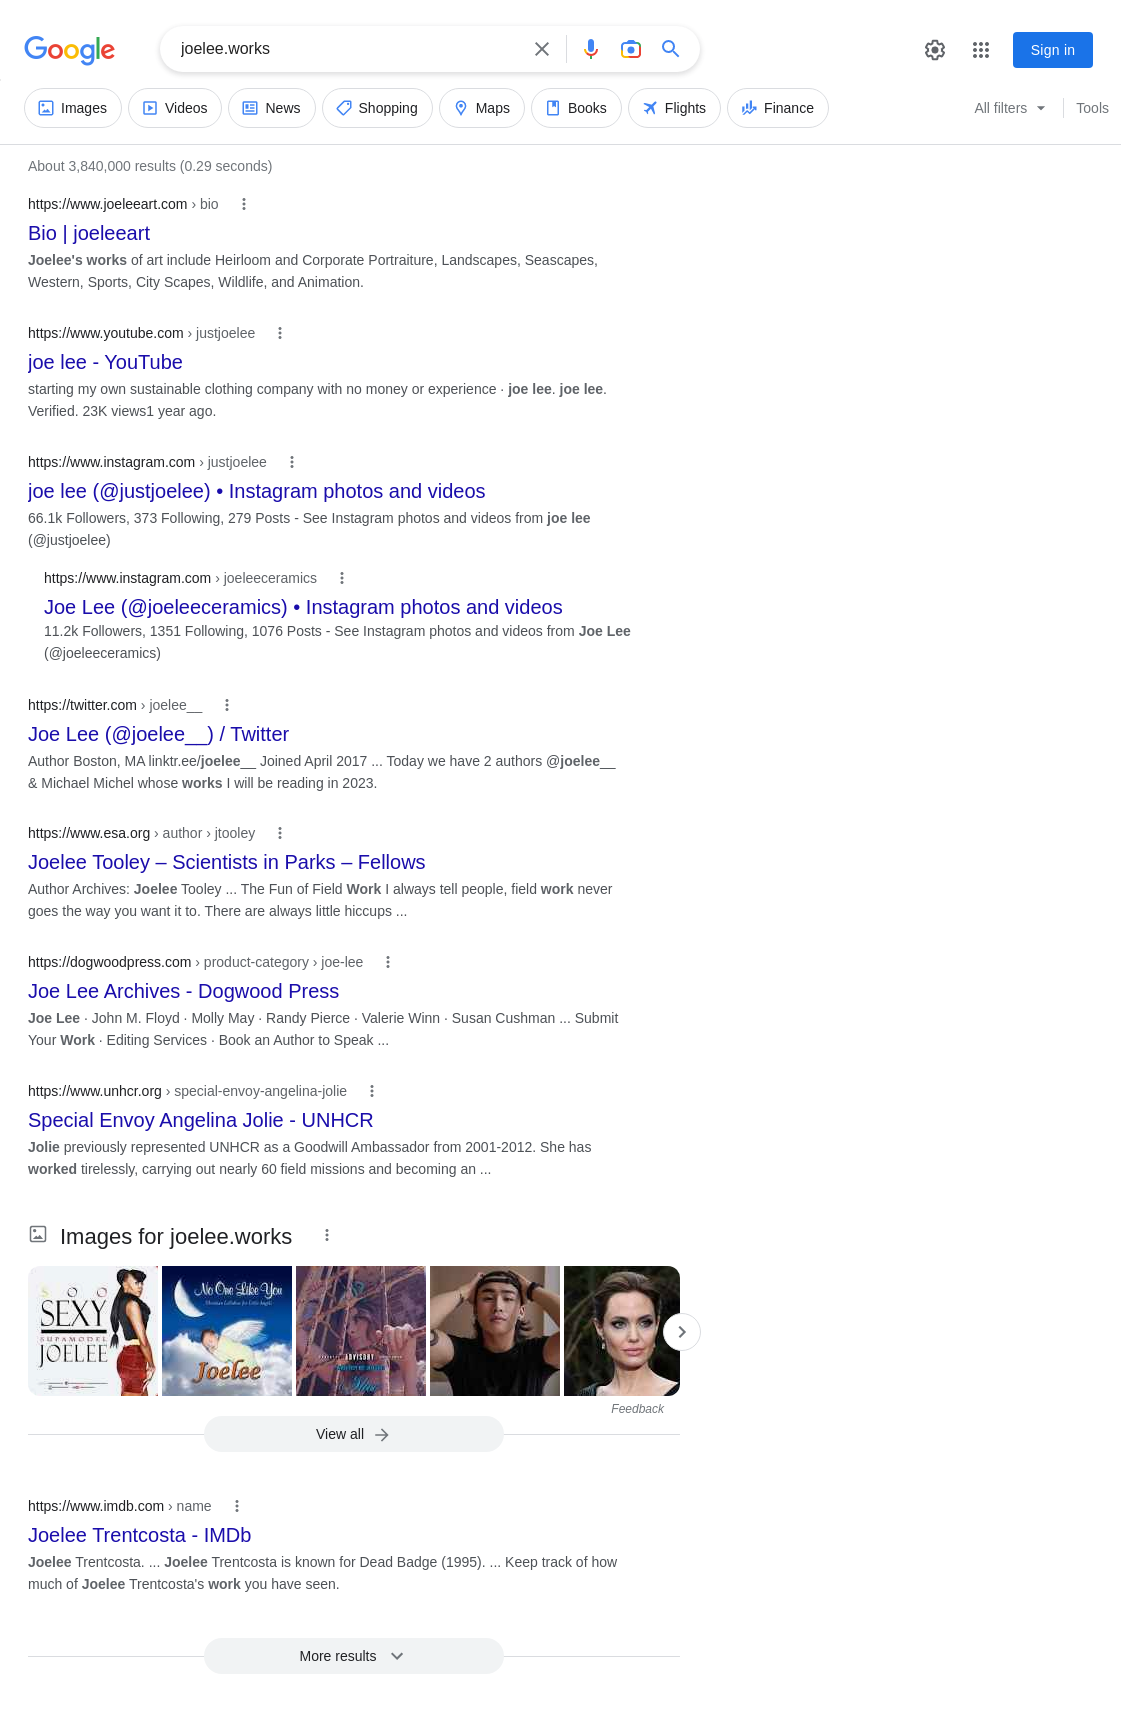 Google
joelee.works
Sign in
Images
Videos
News
Shopping
Maps
Books
Flights
Finance
All filters
Tools
About 3,840,000 results (0.29 seconds)
https://www.joeleeart.com › bio
Bio | joeleeart
Joelee's works of art include Heirloom and Corporate Portraiture, Landscapes, Seascapes,
Western, Sports, City Scapes, Wildlife, and Animation.
https://www.youtube.com › justjoelee
joe lee - YouTube
starting my own sustainable clothing company with no money or experience · joe lee. joe lee.
Verified. 23K views1 year ago.
https://www.instagram.com › justjoelee
joe lee (@justjoelee) • Instagram photos and videos
66.1k Followers, 373 Following, 279 Posts - See Instagram photos and videos from joe lee
(@justjoelee)
https://www.instagram.com › joeleeceramics
Joe Lee (@joeleeceramics) • Instagram photos and videos
11.2k Followers, 1351 Following, 1076 Posts - See Instagram photos and videos from Joe Lee
(@joeleeceramics)
https://twitter.com › joelee__
Joe Lee (@joelee__) / Twitter
Author Boston, MA linktr.ee/joelee__ Joined April 2017 ... Today we have 2 authors @joelee__
& Michael Michel whose works I will be reading in 2023.
https://www.esa.org › author › jtooley
Joelee Tooley – Scientists in Parks – Fellows
Author Archives: Joelee Tooley ... The Fun of Field Work I always tell people, field work never
goes the way you want it to. There are always little hiccups ...
https://dogwoodpress.com › product-category › joe-lee
Joe Lee Archives - Dogwood Press
Joe Lee · John M. Floyd · Molly May · Randy Pierce · Valerie Winn · Susan Cushman ... Submit
Your Work · Editing Services · Book an Author to Speak ...
https://www.unhcr.org › special-envoy-angelina-jolie
Special Envoy Angelina Jolie - UNHCR
Jolie previously represented UNHCR as a Goodwill Ambassador from 2001-2012. She has
worked tirelessly, carrying out nearly 60 field missions and becoming an ...
Images for joelee.works
SOO
SEXY
SUPAMODEL
JOELEE
No One Like You
Christian Lullabies for Little Angels
Joelee
ADVISORY
Feedback
View all
https://www.imdb.com › name
Joelee Trentcosta - IMDb
Joelee Trentcosta. ... Joelee Trentcosta is known for Dead Badge (1995). ... Keep track of how
much of Joelee Trentcosta's work you have seen.
More results